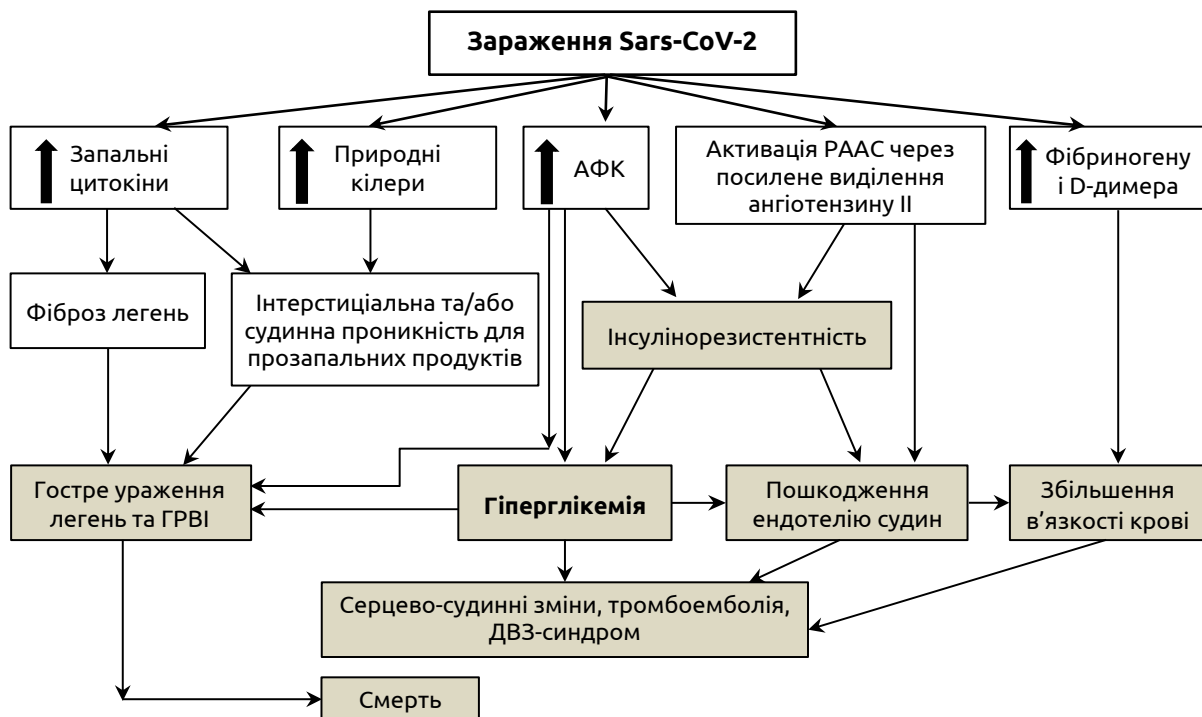 Зараження Sars-CoV-2
Запальні
цитокіни
Природні
кілери
АФК
Активація РААС через
посилене виділення
ангіотензину II
Фібриногену
і D-димера
Фіброз легень
Інтерстиціальна та/або
судинна проникність для
прозапальних продуктів
Інсулінорезистентність
Гостре ураження
легень та ГРВІ
Гіперглікемія
Пошкодження
ендотелію судин
Збільшення
в’язкості крові
Серцево-судинні зміни, тромбоемболія,
ДВЗ-синдром
Смерть